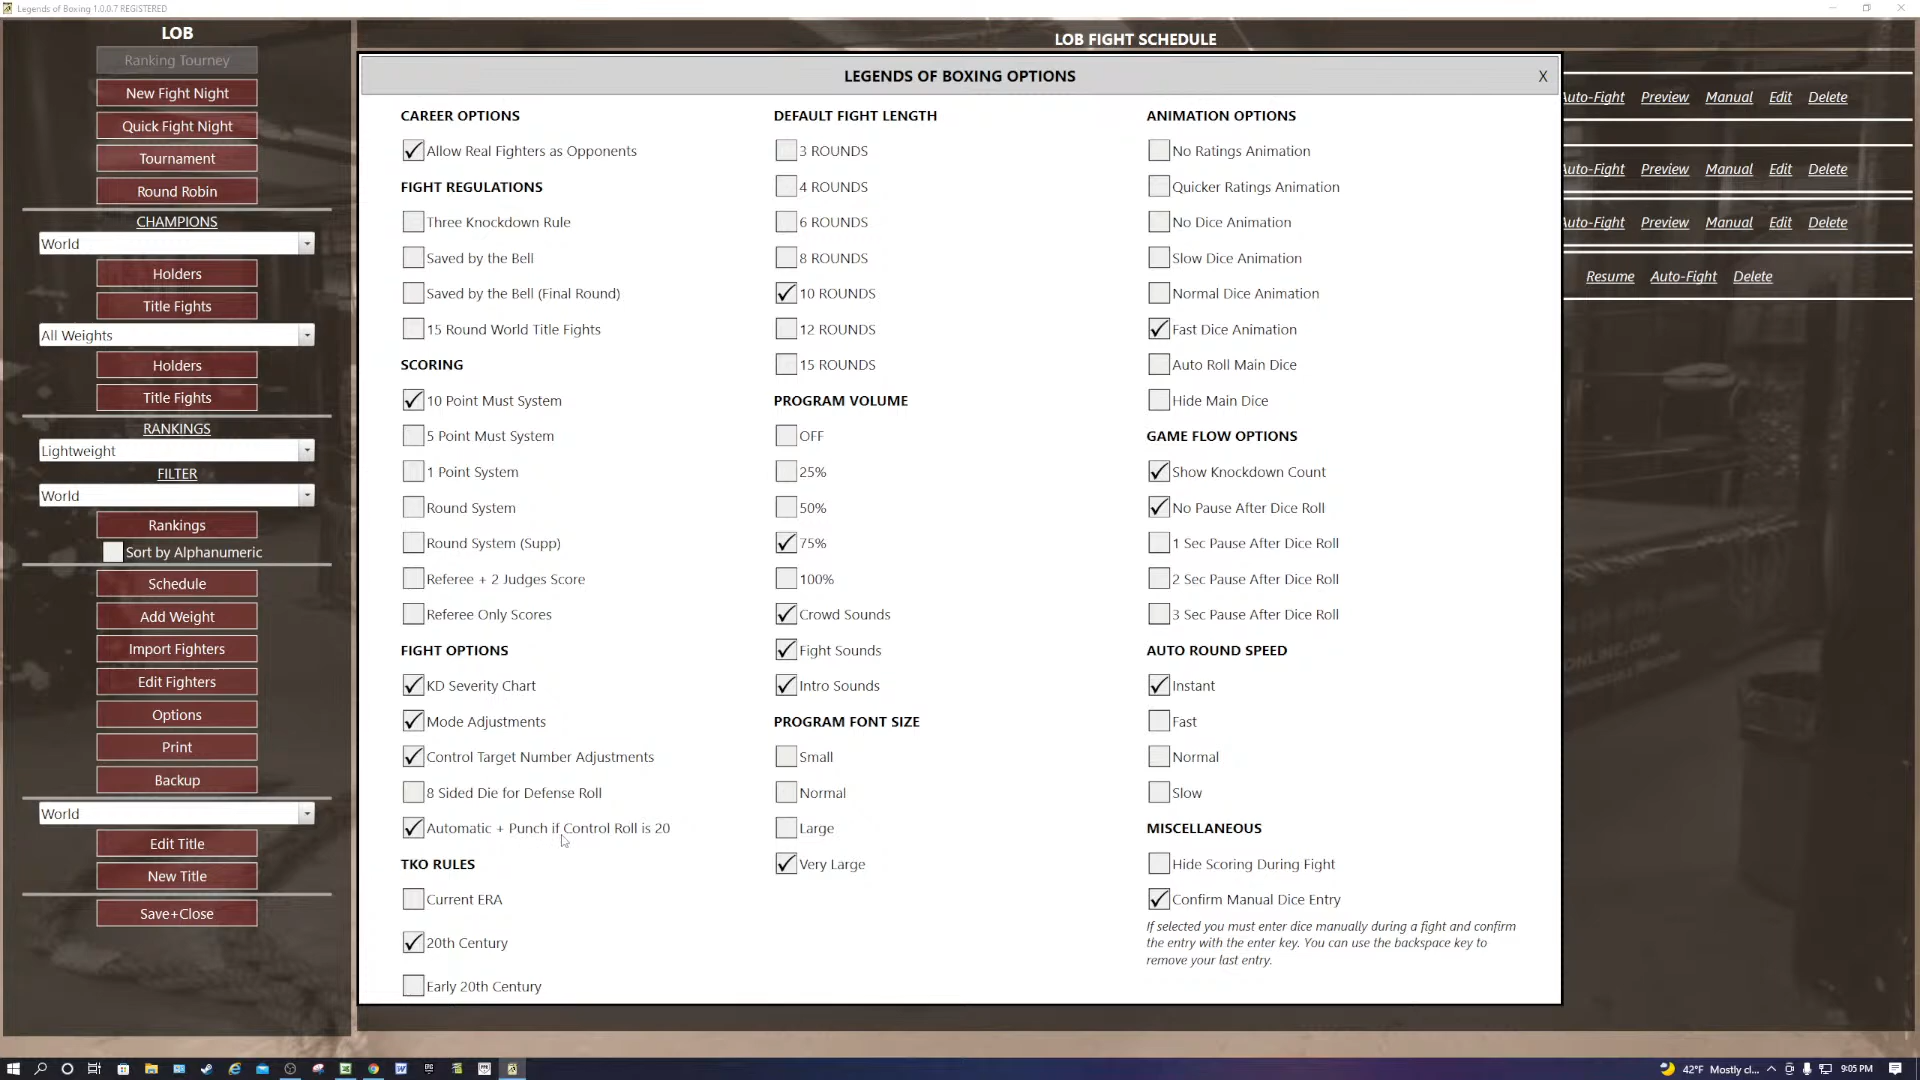 Legends of Boxing 1.0.0.7 REGISTERED
LOB
Ranking Tourney
New Fight Night
Quick Fight Night
Tournament
Round Robin
CHAMPIONS
World
Holders
Title Fights
All Weights
Holders
Title Fights
RANKINGS
Lightweight
FILTER
World
Rankings
Sort by Alphanumeric
Schedule
Add Weight
Import Fighters
Edit Fighters
Options
Print
Backup
World
Edit Title
New Title
Save+Close
LOB FIGHT SCHEDULE
LEGENDS OF BOXING OPTIONS
X
CAREER OPTIONS
Allow Real Fighters as Opponents
FIGHT REGULATIONS
Three Knockdown Rule
Saved by the Bell
Saved by the Bell (Final Round)
15 Round World Title Fights
SCORING
10 Point Must System
5 Point Must System
1 Point System
Round System
Round System (Supp)
Referee + 2 Judges Score
Referee Only Scores
FIGHT OPTIONS
KD Severity Chart
Mode Adjustments
Control Target Number Adjustments
8 Sided Die for Defense Roll
Automatic + Punch if Control Roll is 20
TKO RULES
Current ERA
20th Century
Early 20th Century
DEFAULT FIGHT LENGTH
3 ROUNDS
4 ROUNDS
6 ROUNDS
8 ROUNDS
10 ROUNDS
12 ROUNDS
15 ROUNDS
PROGRAM VOLUME
OFF
25%
50%
75%
100%
Crowd Sounds
Fight Sounds
Intro Sounds
PROGRAM FONT SIZE
Small
Normal
Large
Very Large
ANIMATION OPTIONS
No Ratings Animation
Quicker Ratings Animation
No Dice Animation
Slow Dice Animation
Normal Dice Animation
Fast Dice Animation
Auto Roll Main Dice
Hide Main Dice
GAME FLOW OPTIONS
Show Knockdown Count
No Pause After Dice Roll
1 Sec Pause After Dice Roll
2 Sec Pause After Dice Roll
3 Sec Pause After Dice Roll
AUTO ROUND SPEED
Instant
Fast
Normal
Slow
MISCELLANEOUS
Hide Scoring During Fight
Confirm Manual Dice Entry
If selected you must enter dice manually during a fight and confirm
the entry with the enter key. You can use the backspace key to
remove your last entry.
Auto-Fight Preview Manual Edit Delete
Auto-Fight Preview Manual Edit Delete
Auto-Fight Preview Manual Edit Delete
Resume Auto-Fight Delete
42°F Mostly cl... 9:05 PM